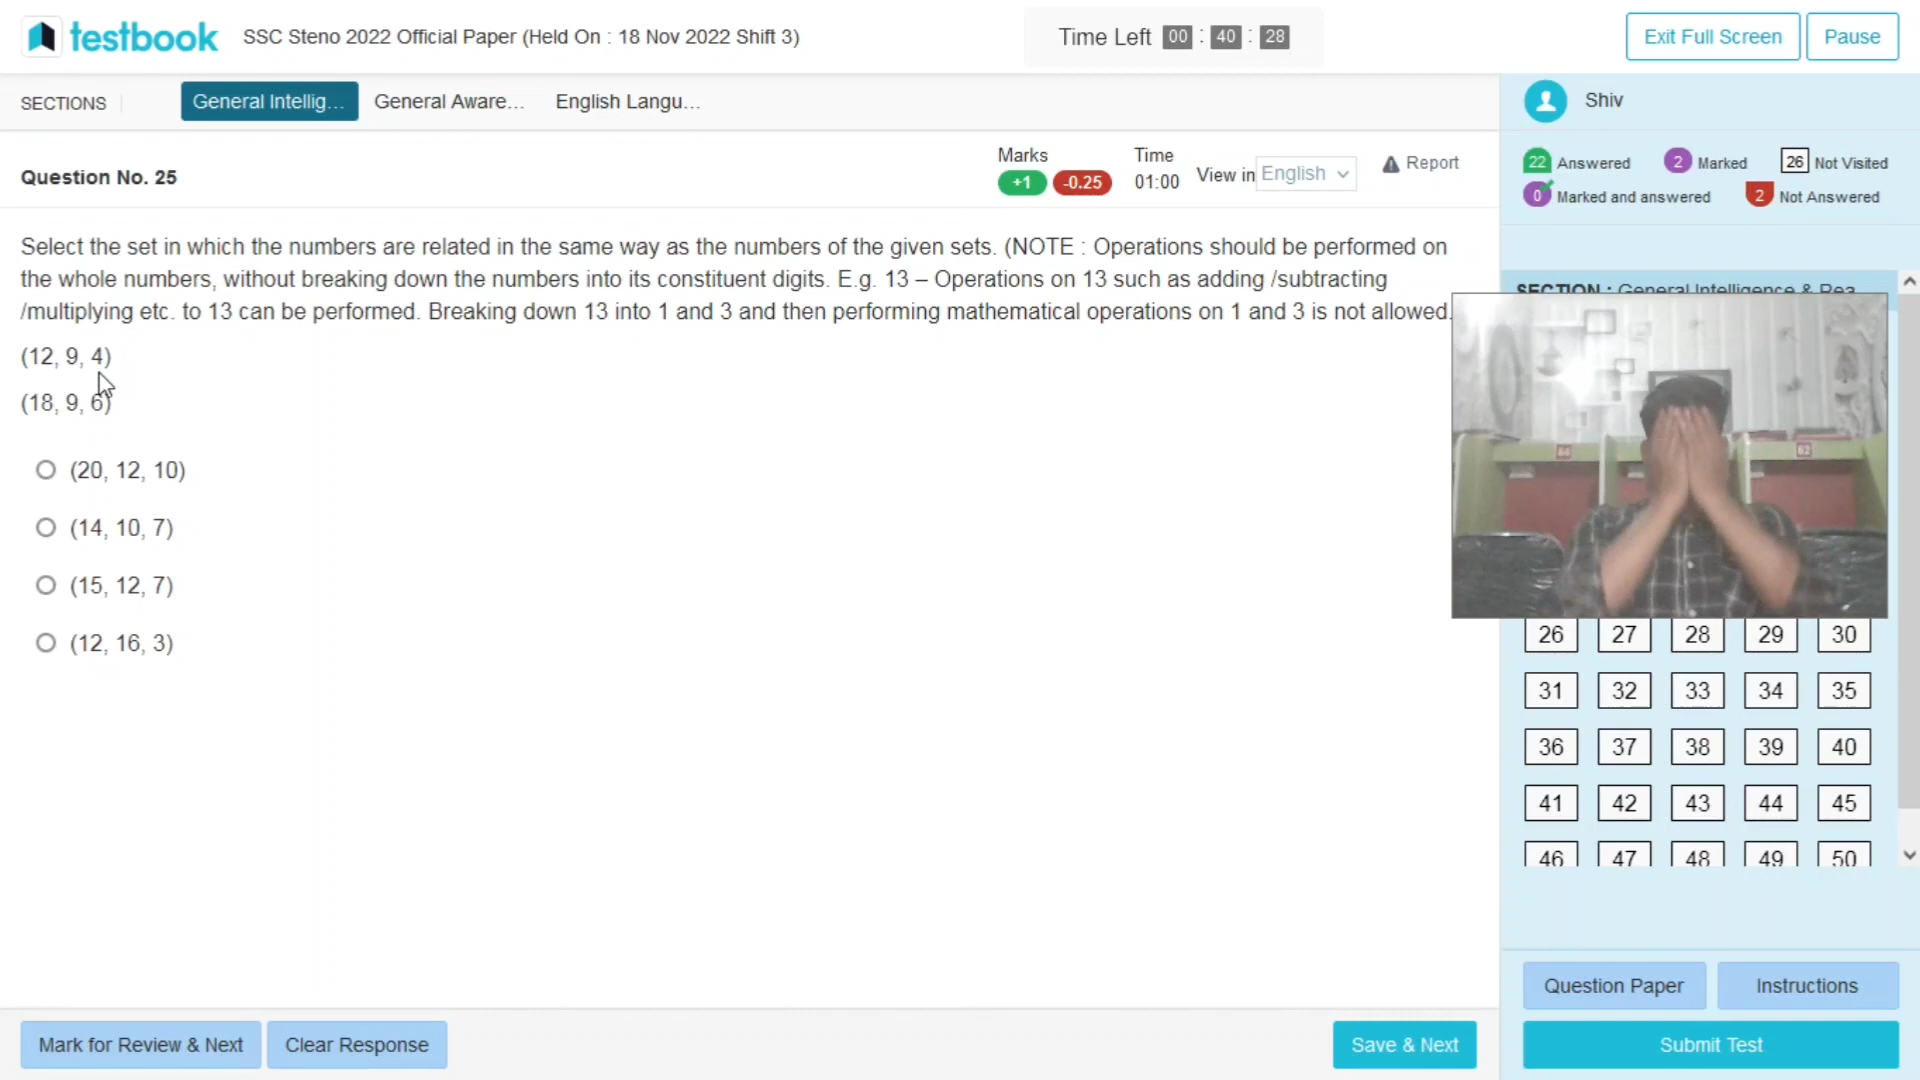 testbook SSC Steno 2022 Official Paper (Held On : 18 Nov 2022 Shift 3) Time Left 00 : 40 : 28 Exit Full Screen Pause
SECTIONS General Intellig... General Aware... English Langu... Shiv
Question No. 25 Marks +1 -0.25 Time 01:00 View in English Report
22 Answered 2 Marked 26 Not Visited
0 Marked and answered 2 Not Answered
Select the set in which the numbers are related in the same way as the numbers of the given sets. (NOTE : Operations should be performed on
the whole numbers, without breaking down the numbers into its constituent digits. E.g. 13 – Operations on 13 such as adding /subtracting
/multiplying etc. to 13 can be performed. Breaking down 13 into 1 and 3 and then performing mathematical operations on 1 and 3 is not allowed.
(12, 9, 4)
(18, 9, 6)
(20, 12, 10)
(14, 10, 7)
(15, 12, 7)
(12, 16, 3)
SECTION : General Intelligence & Rea
26 27 28 29 30
31 32 33 34 35
36 37 38 39 40
41 42 43 44 45
46 47 48 49 50
Question Paper Instructions
Mark for Review & Next Clear Response Save & Next Submit Test